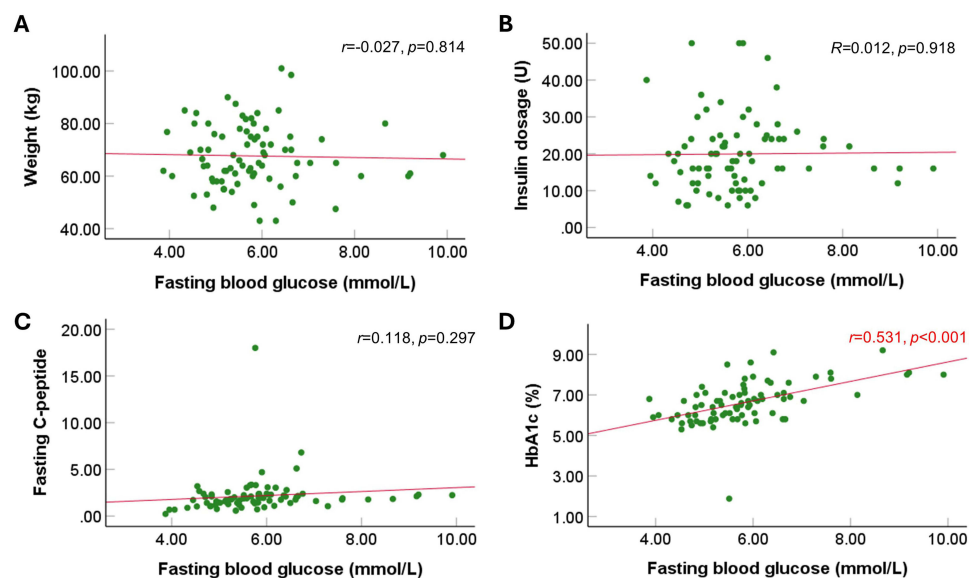 A
r=-0.027, p=0.814
Weight (kg)
100.00
80.00
60.00
40.00
4.00 6.00 8.00 10.00
Fasting blood glucose (mmol/L)
B
R=0.012, p=0.918
Insulin dosage (U)
50.00
40.00
30.00
20.00
10.00
.00
4.00 6.00 8.00 10.00
Fasting blood glucose (mmol/L)
C
r=0.118, p=0.297
Fasting C-peptide
20.00
15.00
5.00
.00
4.00 6.00 8.00 10.00
Fasting blood glucose (mmol/L)
D
r=0.531, p<0.001
HbA1c (%)
9.00
7.00
5.00
3.00
1.00
4.00 6.00 8.00 10.00
Fasting blood glucose (mmol/L)